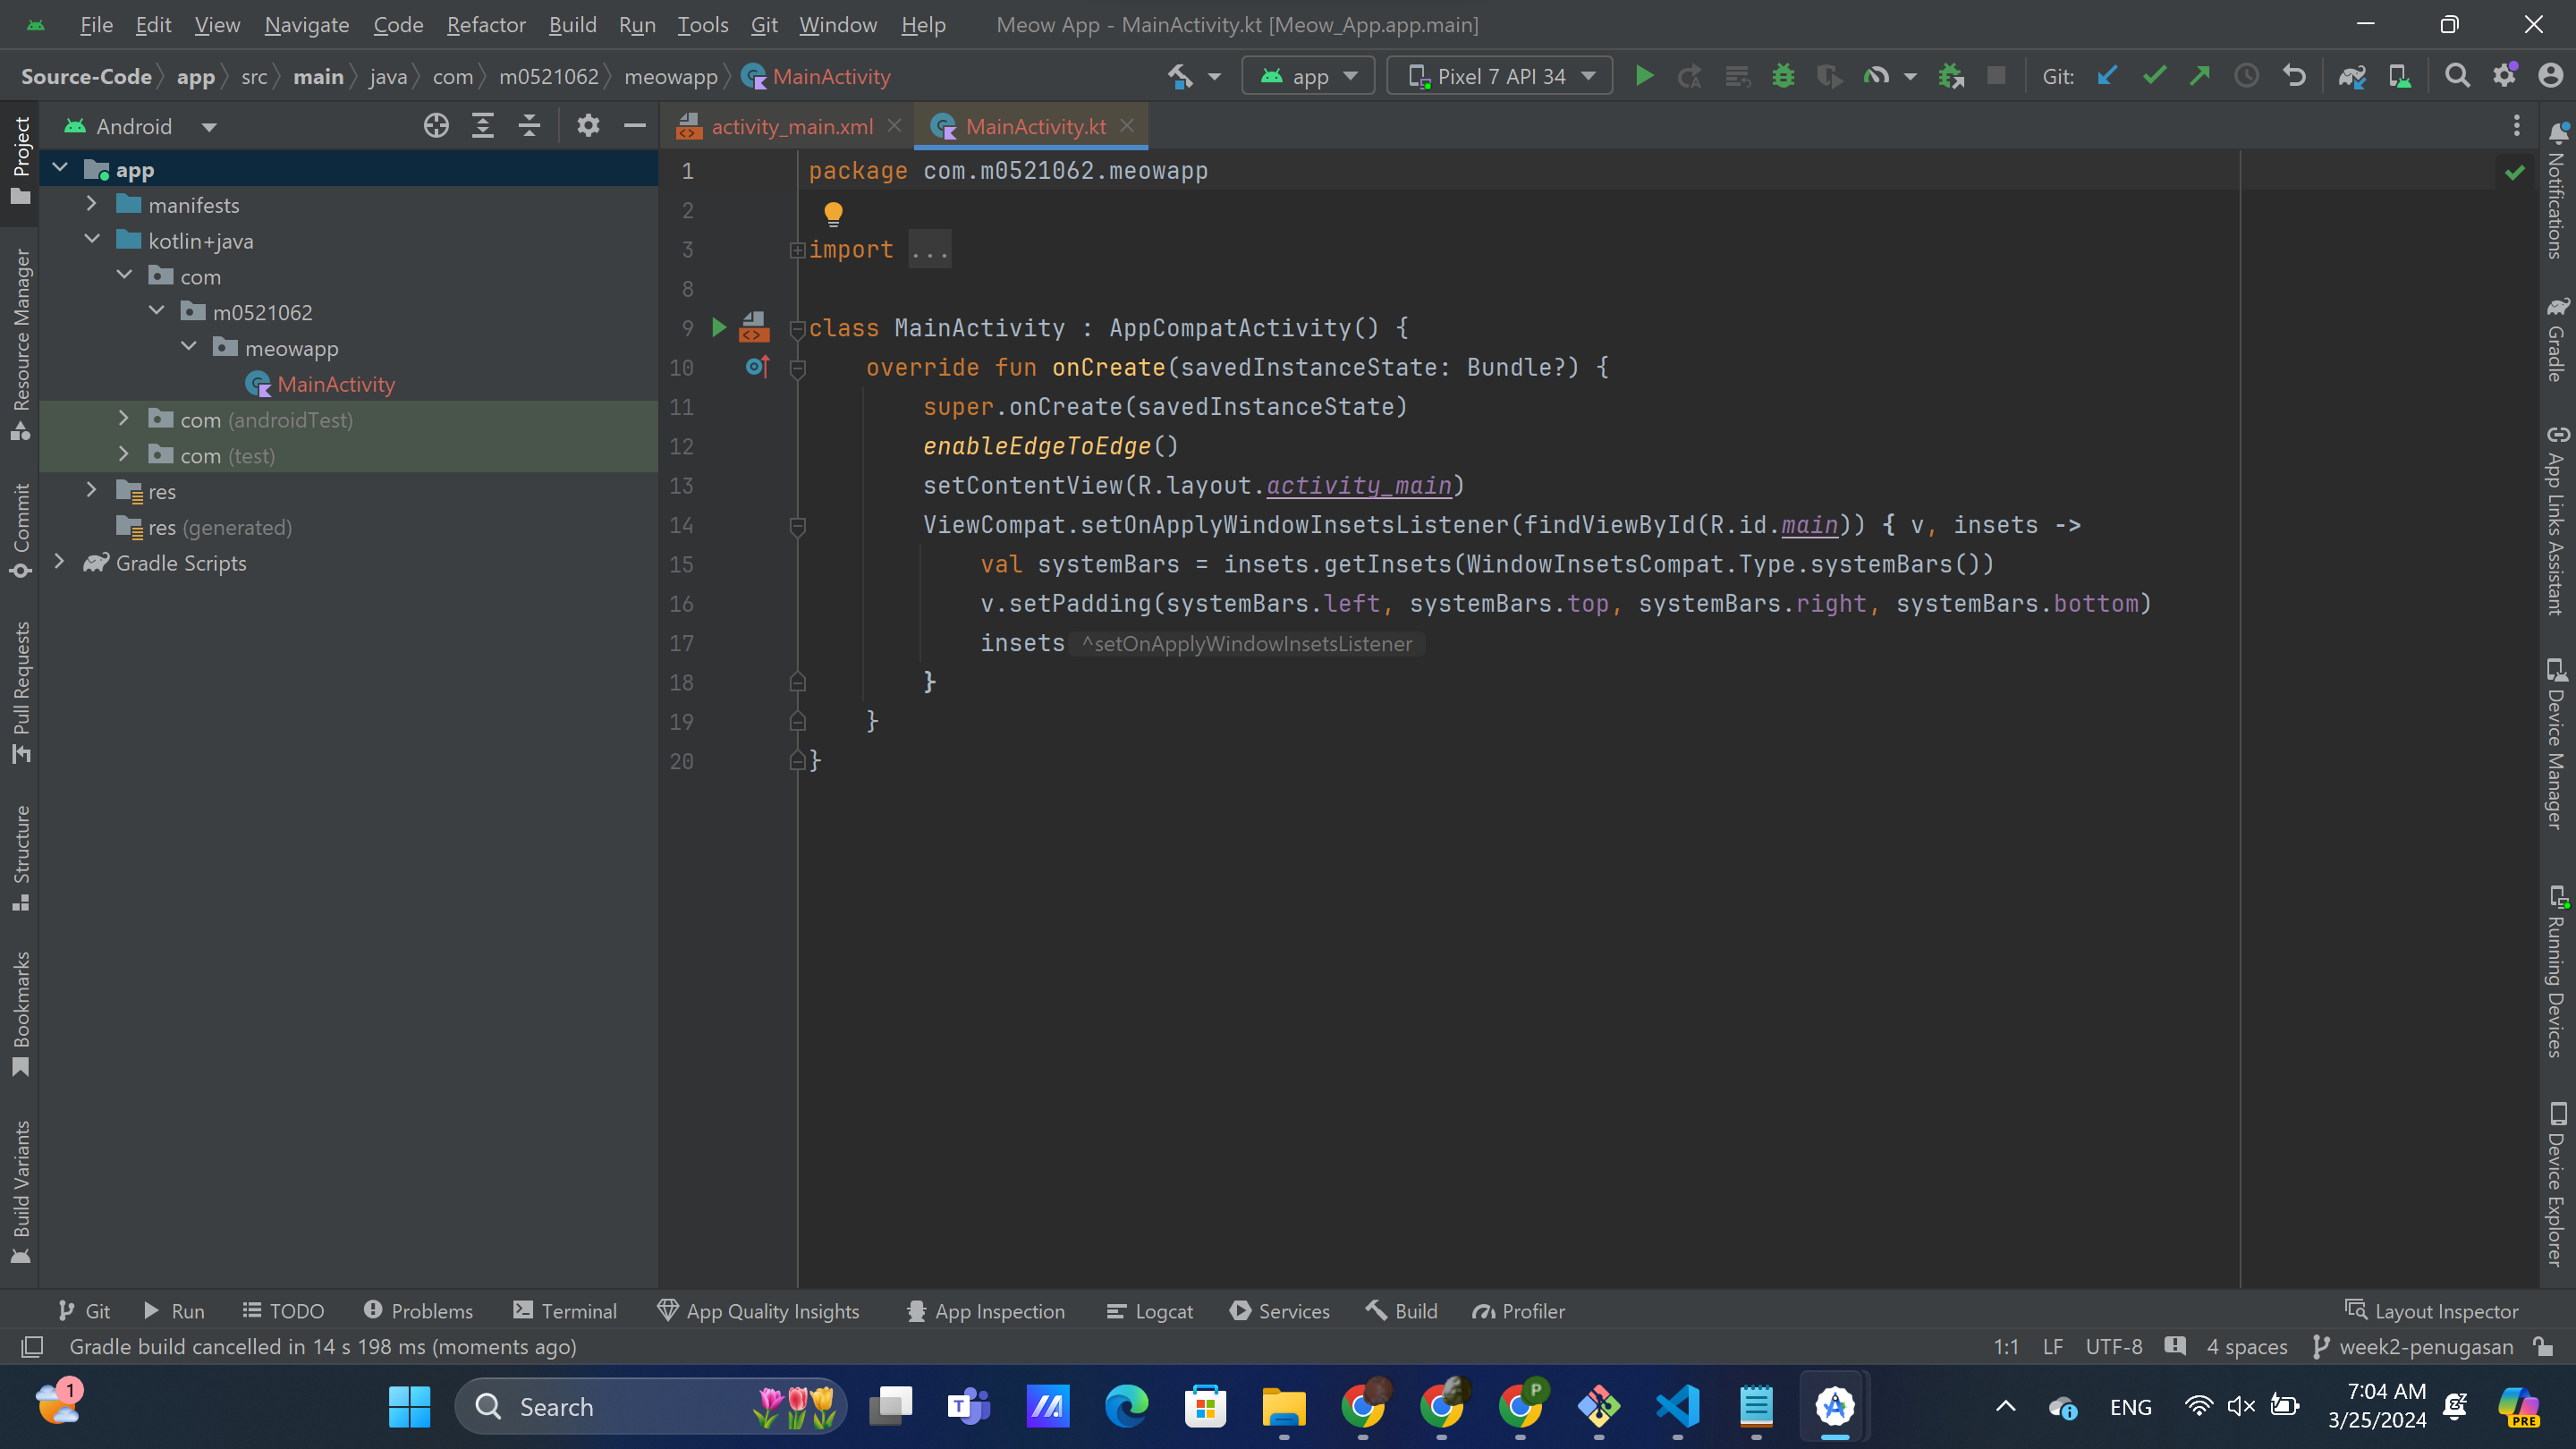 File Edit View Navigate Code Refactor Build Run Tools Git Window Help Meow App - MainActivity.kt [Meow_App.app.main]
Source-Code app src main java com m0521062 meowapp MainActivity app Pixel 7 API 34 Git:
Android activity_main.xml MainActivity.kt
Project
Resource Manager
Commit
Pull Requests
Structure
Bookmarks
Build Variants
app
manifests
kotlin+java
com
m0521062
meowapp
MainActivity
com (androidTest)
com (test)
res
res (generated)
Gradle Scripts
1 package com.m0521062.meowapp
2
3 import ...
8
9 class MainActivity : AppCompatActivity() {
10 override fun onCreate(savedInstanceState: Bundle?) {
11 super.onCreate(savedInstanceState)
12 enableEdgeToEdge()
13 setContentView(R.layout.activity_main)
14 ViewCompat.setOnApplyWindowInsetsListener(findViewById(R.id.main)) { v, insets ->
15 val systemBars = insets.getInsets(WindowInsetsCompat.Type.systemBars())
16 v.setPadding(systemBars.left, systemBars.top, systemBars.right, systemBars.bottom)
17 insets ^setOnApplyWindowInsetsListener
18 }
19 }
20 }
Notifications
Gradle
App Links Assistant
Device Manager
Running Devices
Device Explorer
Git Run TODO Problems Terminal App Quality Insights App Inspection Logcat Services Build Profiler Layout Inspector
Gradle build cancelled in 14 s 198 ms (moments ago) 1:1 LF UTF-8 4 spaces week2-penugasan
1 Search T P ENG 7:04 AM
3/25/2024
PRE